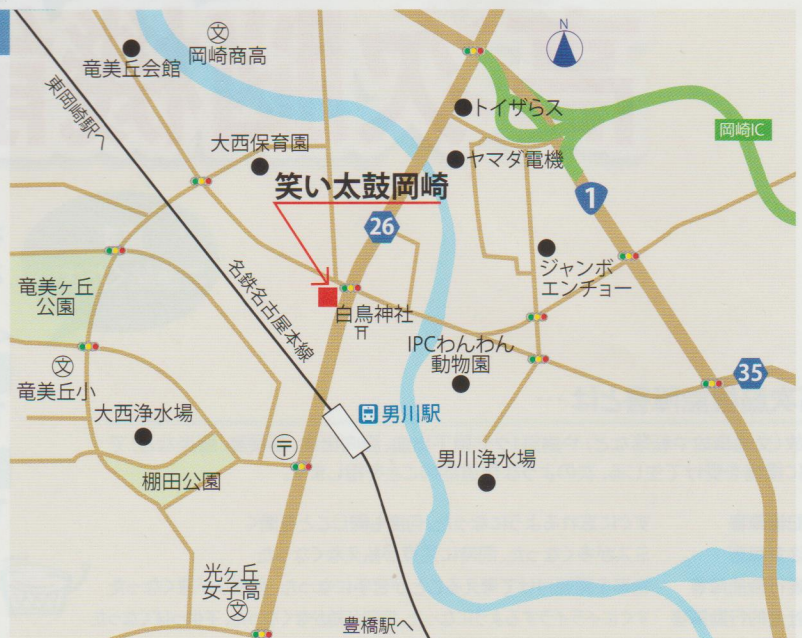 N
岡崎商高
竜美丘会館
トイザらス
岡崎IC
東岡崎駅へ
大西保育園
ヤマダ電機
笑い太鼓岡崎
1
26
ジャンボ
エンチョー
竜美ヶ丘
公園
名鉄名古屋本線
白鳥神社
IPCわんわん
動物園
35
竜美丘小
大西浄水場
男川駅
男川浄水場
棚田公園
光ヶ丘
女子高
豊橋駅へ
文
文
文
〒